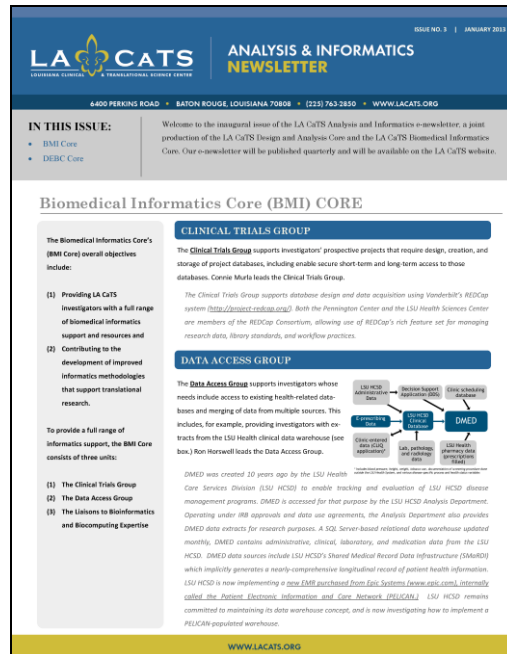 ISSUE NO. 3 | JANUARY 2013
LA CATS
LOUISIANA CLINICAL & TRANSLATIONAL SCIENCE CENTER
ANALYSIS & INFORMATICS
NEWSLETTER
6400 PERKINS ROAD • BATON ROUGE, LOUISIANA 70808 • (225) 763-2850 • WWW.LACATS.ORG
IN THIS ISSUE:
• BMI Core
• DEBC Core
Welcome to the inaugural issue of the LA CaTS Analysis and Informatics e-newsletter, a joint
production of the LA CaTS Design and Analysis Core and the LA CaTS Biomedical Informatics
Core. Our e-newsletter will be published quarterly and will be available on the LA CaTS website.
Biomedical Informatics Core (BMI) CORE
The Biomedical Informatics Core's
(BMI Core) overall objectives
include:
(1) Providing LA CaTS
investigators with a full range
of biomedical informatics
support and resources and
(2) Contributing to the
development of improved
informatics methodologies
that support translational
research.
To provide a full range of
informatics support, the BMI Core
consists of three units:
(1) The Clinical Trials Group
(2) The Data Access Group
(3) The Liaisons to Bioinformatics
and Biocomputing Expertise
CLINICAL TRIALS GROUP
The Clinical Trials Group supports investigators' prospective projects that require design, creation, and
storage of project databases, including enable secure short-term and long-term access to those
databases. Connie Murla leads the Clinical Trials Group.
The Clinical Trials Group supports database design and data acquisition using Vanderbilt's REDCap
system (http://project-redcap.org/). Both the Pennington Center and the LSU Health Sciences Center
are members of the REDCap Consortium, allowing use of REDCap's rich feature set for managing
research data, library standards, and workflow practices.
DATA ACCESS GROUP
The Data Access Group supports investigators whose
needs include access to existing health-related data-
bases and merging of data from multiple sources. This
includes, for example, providing investigators with ex-
tracts from the LSU Health clinical data warehouse (see
box.) Ron Horswell leads the Data Access Group.
LSU HCSD
Administrative
Data
Decision Support
Application (DSS)
Clinic scheduling
database
E-prescribing
Data
LSU HCSD
Clinical
Database
DMED
Clinic-entered
data (CLIQ
application)*
Lab, pathology,
and radiology
data
LSU Health
pharmacy data
(prescriptions
filled)
DMED was created 10 years ago by the LSU Health
Care Services Division (LSU HCSD) to enable tracking and evaluation of LSU HCSD disease
management programs. DMED is accessed for that purpose by the LSU HCSD Analysis Department.
Operating under IRB approvals and data use agreements, the Analysis Department also provides
DMED data extracts for research purposes. A SQL Server-based relational data warehouse updated
monthly, DMED contains administrative, clinical, laboratory, and medication data from the LSU
HCSD. DMED data sources include LSU HCSD's Shared Medical Record Data Infrastructure (SMaRDI)
which implicitly generates a nearly-comprehensive longitudinal record of patient health information.
LSU HCSD is now implementing a new EMR purchased from Epic Systems (www.epic.com), internally
called the Patient Electronic Information and Care Network (PELICAN.) LSU HCSD remains
committed to maintaining its data warehouse concept, and is now investigating how to implement a
PELICAN-populated warehouse.
WWW.LACATS.ORG